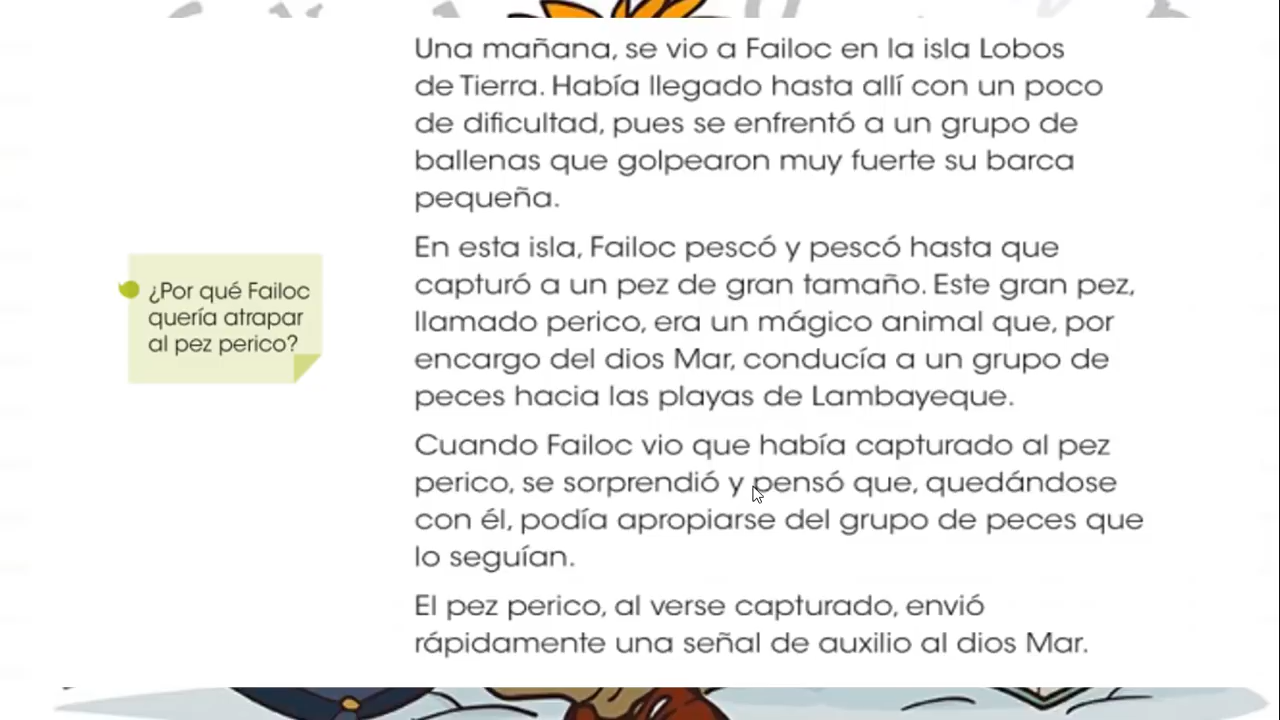 Una mañana, se vio a Failoc en la isla Lobos
de Tierra. Había llegado hasta allí con un poco
de dificultad, pues se enfrentó a un grupo de
ballenas que golpearon muy fuerte su barca
pequeña.
¿Por qué Failoc
quería atrapar
al pez perico?
En esta isla, Failoc pescó y pescó hasta que
capturó a un pez de gran tamaño. Este gran pez,
llamado perico, era un mágico animal que, por
encargo del dios Mar, conducía a un grupo de
peces hacia las playas de Lambayeque.
Cuando Failoc vio que había capturado al pez
perico, se sorprendió y pensó que, quedándose
con él, podía apropiarse del grupo de peces que
lo seguían.
El pez perico, al verse capturado, envió
rápidamente una señal de auxilio al dios Mar.